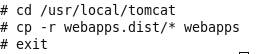 # cd /usr/local/tomcat
# cp -r webapps.dist/* webapps
# exit